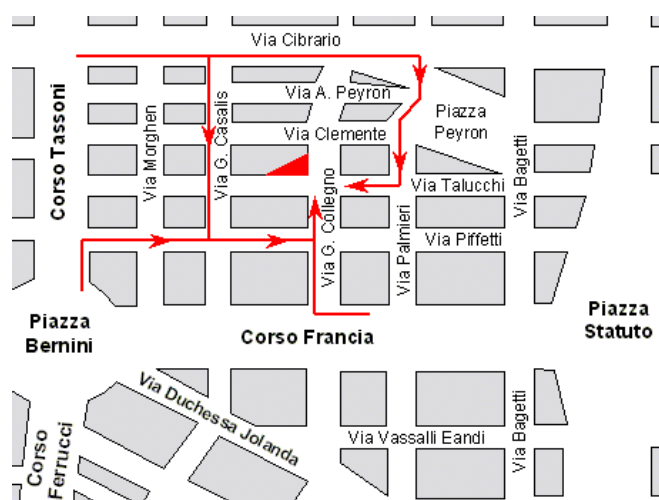 Via Cibrario
Via A. Peyron
Piazza
Peyron
Via Clemente
Corso Tassoni
Via Morghen
Via G. Casalis
Via Bagetti
Via Talucchi
Via G. Collegno
Via Palmieri
Via Piffetti
Piazza
Bernini
Corso Francia
Piazza
Statuto
Via Duchessa Jolanda
Via Vassalli Eandi
Via Bagetti
Corso
Ferrucci